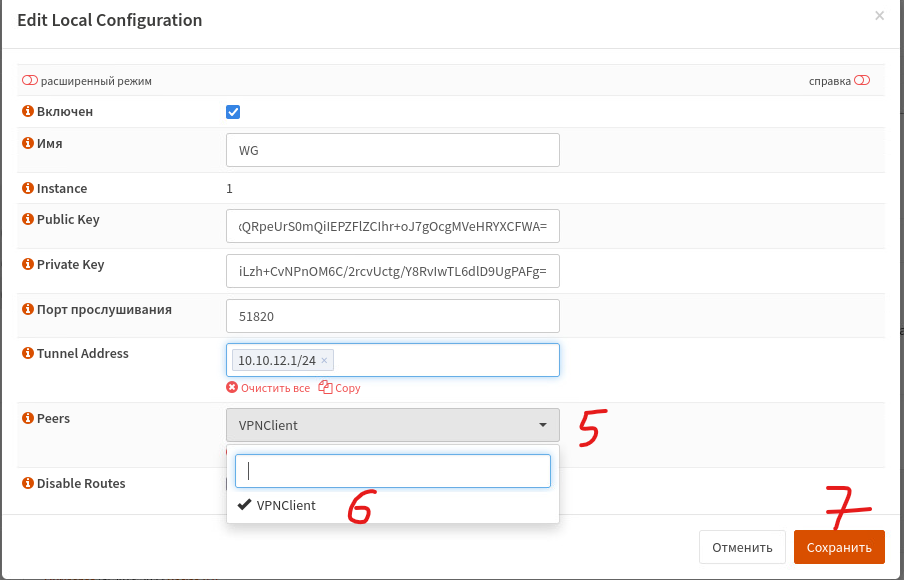 Edit Local Configuration ×
расширенный режим справка
Включен
Имя WG
Instance 1
Public Key QRpeUrS0mQiIEPZFlZCIhr+oJ7gOcgMVeHRYXCFWA=
Private Key iLzh+CvNPnOM6C/2rcvUctg/Y8RvIwTL6dlD9UgPAFg=
Порт прослушивания 51820
Tunnel Address 10.10.12.1/24 ×
Очистить все Copy
Peers VPNClient 5
Disable Routes
VPNClient 6
7
Отменить Сохранить